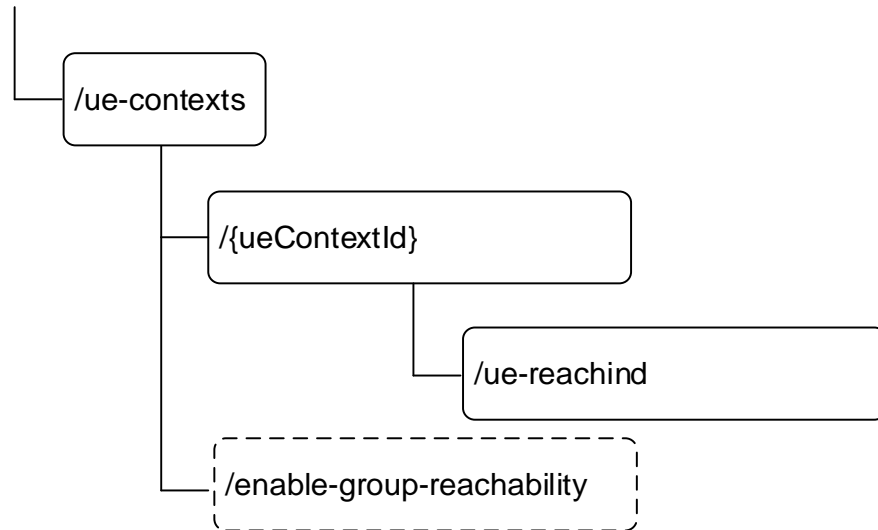 /ue-contexts
/{ueContextId}
/ue-reachind
/enable-group-reachability